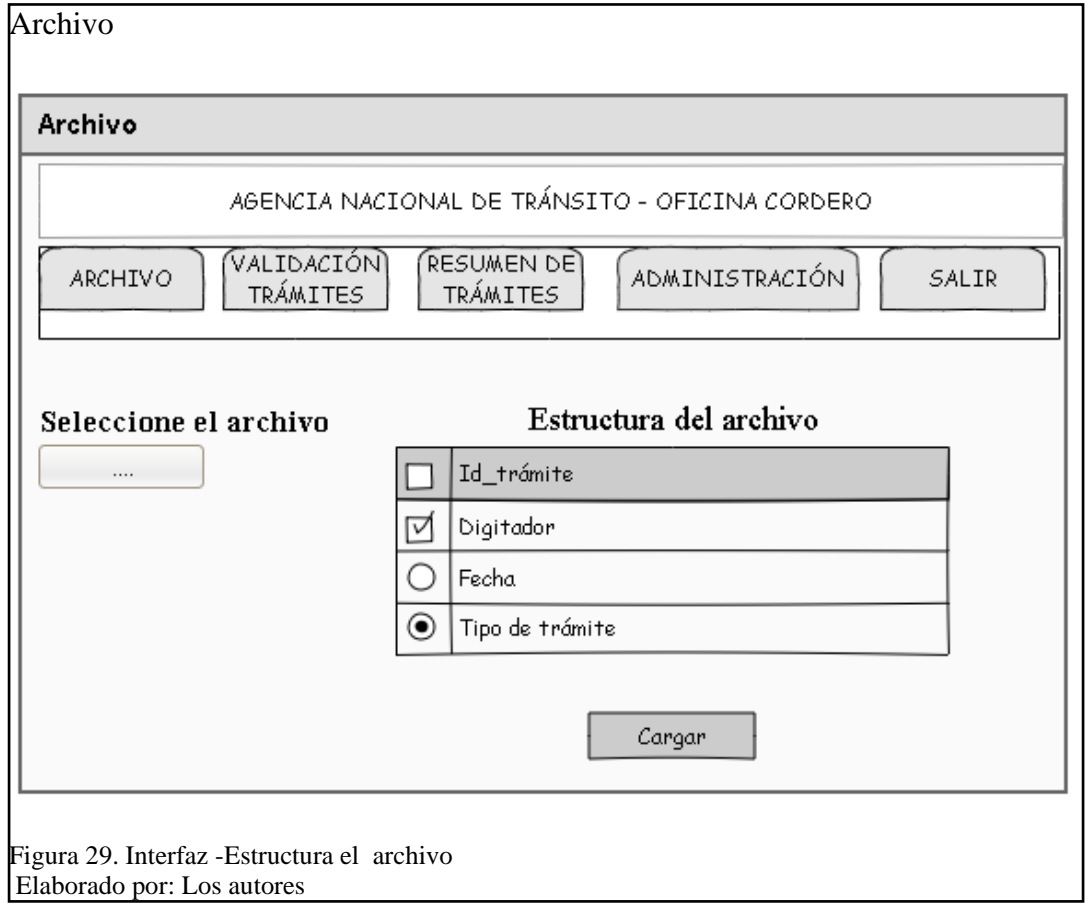 Archivo
Archivo
AGENCIA NACIONAL DE TRÁNSITO - OFICINA CORDERO
ARCHIVO
VALIDACIÓN
TRÁMITES
RESUMEN DE
TRÁMITES
ADMINISTRACIÓN
SALIR
Seleccione el archivo
....
Estructura del archivo
Id_trámite
Digitador
Fecha
Tipo de trámite
Cargar
Figura 29. Interfaz -Estructura el  archivo
Elaborado por: Los autores